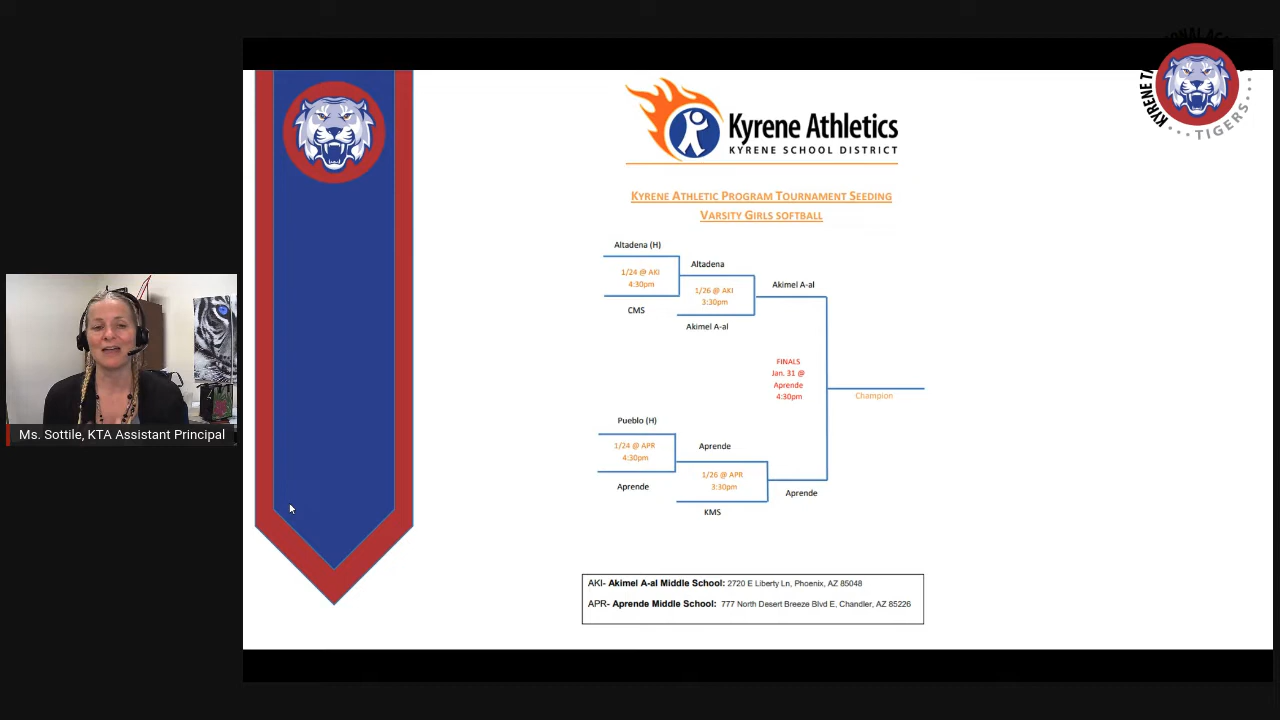 KYRENE
TIGERS
Kyrene Athletics
KYRENE SCHOOL DISTRICT
KYRENE ATHLETIC PROGRAM TOURNAMENT SEEDING
VARSITY GIRLS SOFTBALL
Altadena (H)
1/24 @ AKI
4:30pm
CMS
Altadena
1/26 @ AKI
3:30pm
Akimel A-al
Akimel A-al
FINALS
Jan. 31 @
Aprende
4:30pm
Champion
Pueblo (H)
1/24 @ APR
4:30pm
Aprende
Aprende
1/26 @ APR
3:30pm
KMS
Aprende
Ms. Sottile, KTA Assistant Principal
AKI- Akimel A-al Middle School: 2720 E Liberty Ln, Phoenix, AZ 85048
APR- Aprende Middle School: 777 North Desert Breeze Blvd E, Chandler, AZ 85226